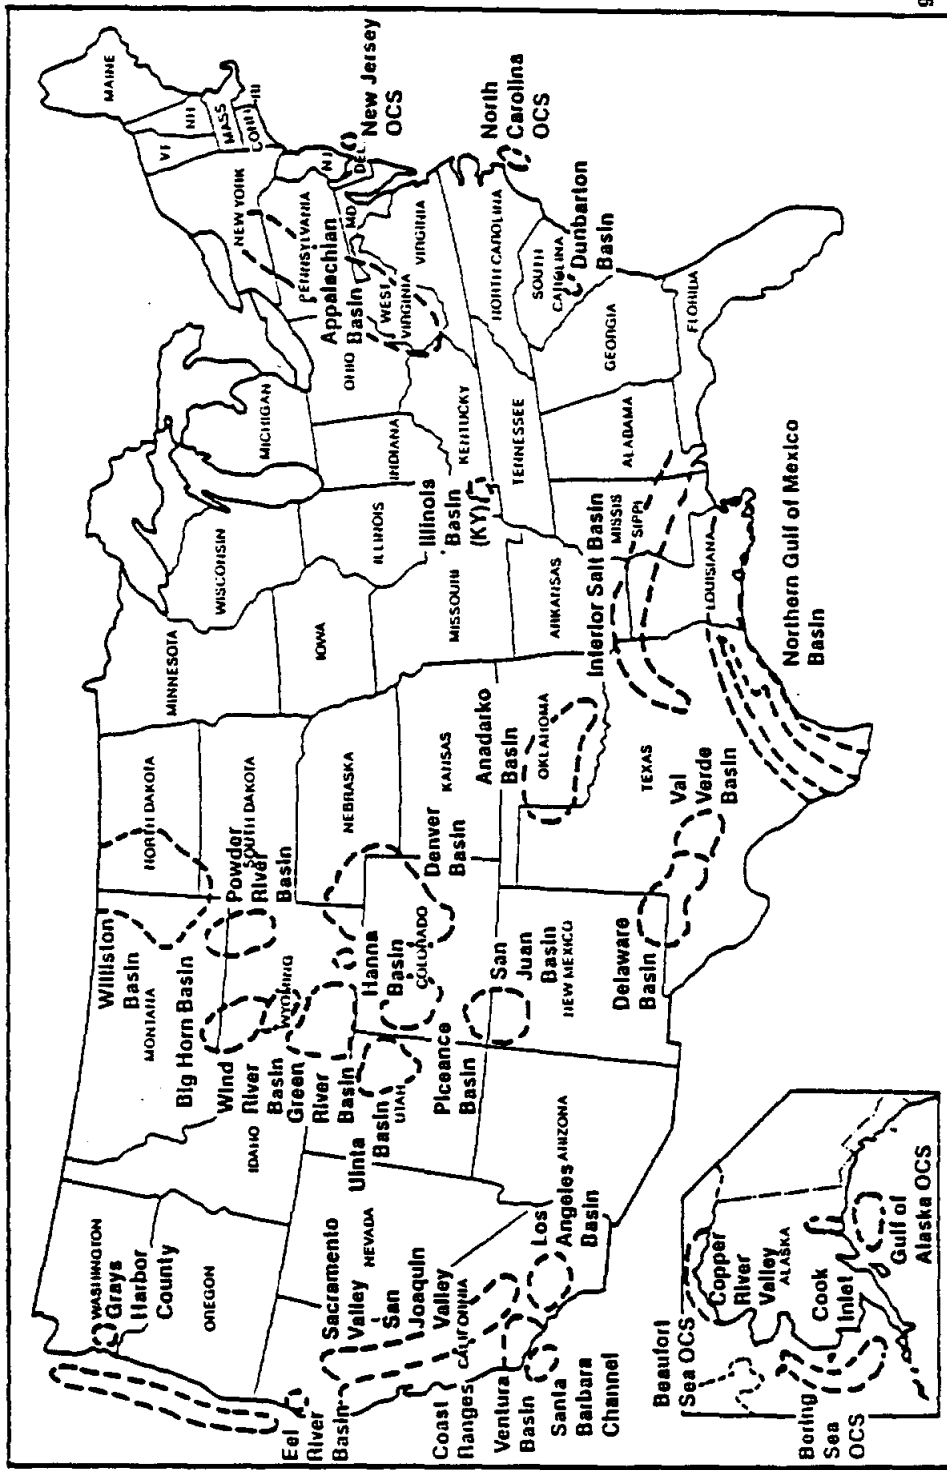 WASHINGTON
Grays
Harbor
County
OREGON
IDAHO
MONTANA
Williston
Basin
NORTH DAKOTA
SOUTH DAKOTA
Powder
River
Basin
Big Horn Basin
Wind
River
Basin
WYOMING
Green
River
Basin
Hanna
Basin
Uinta
Basin
UTAH
NEVADA
Sacramento
Valley
San
Joaquin
Valley
CALIFORNIA
Eel
River
Basin
Coast
Ranges
Ventura
Basin
Santa
Barbara
Channel
Los
Angeles
Basin
ARIZONA
Piceance
Basin
COLORADO
Denver
Basin
San
Juan
Basin
NEW MEXICO
NEBRASKA
KANSAS
Anadarko
Basin
OKLAHOMA
TEXAS
Delaware
Basin
Val
Verde
Basin
MINNESOTA
IOWA
MISSOURI
ARKANSAS
LOUISIANA
Interior Salt Basin
MISSIS
SIPPI
Northern Gulf of Mexico
Basin
WISCONSIN
ILLINOIS
Illinois
Basin
(KY)
MICHIGAN
INDIANA
OHIO
KENTUCKY
TENNESSEE
ALABAMA
GEORGIA
FLORIDA
SOUTH
CAROLINA
Dunbarton
Basin
NORTH CAROLINA
North
Carolina
OCS
VIRGINIA
WEST
VIRGINIA
Appalachian
Basin
PENNSYLVANIA
NEW YORK
MD
DEL
NJ
New Jersey
OCS
VT
NH
MASS
CONN
RI
MAINE
Beaufort
Sea OCS
Copper
River
Valley
ALASKA
Cook
Inlet
Gulf of
Alaska OCS
Bering
Sea
OCS